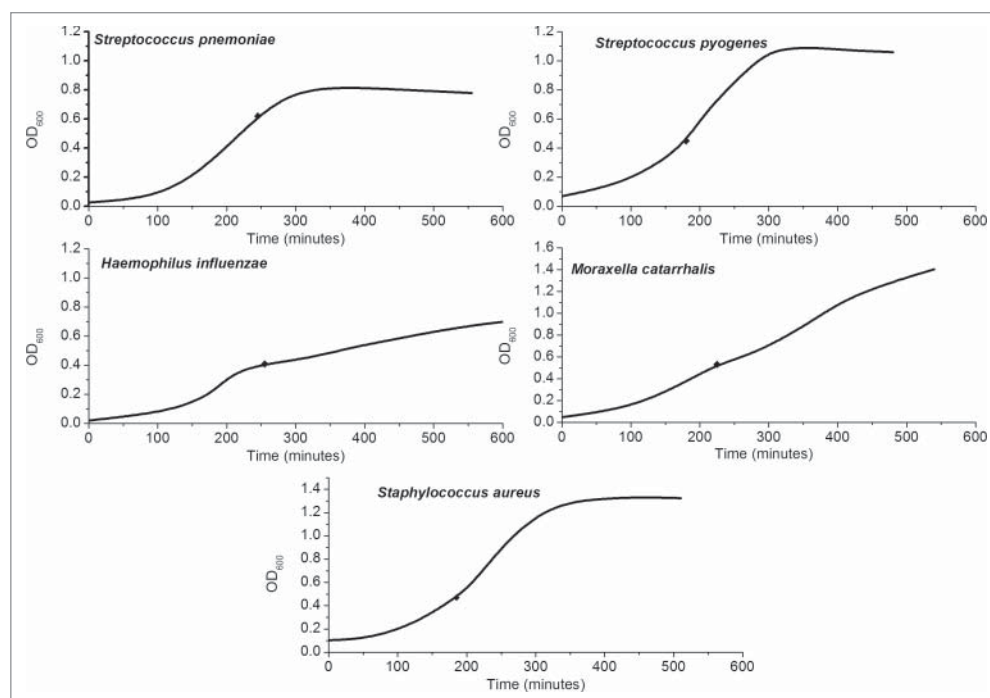 Streptococcus pnemoniae
1.2
1.0
0.8
0.6
0.4
0.2
0.0
OD600
0 100 200 300 400 500 600
Time (minutes)
Streptococcus pyogenes
1.2
1.0
0.8
0.6
0.4
0.2
0.0
OD600
0 100 200 300 400 500 600
Time (minutes)
Haemophilus influenzae
1.2
1.0
0.8
0.6
0.4
0.2
0.0
OD600
0 100 200 300 400 500 600
Time (minutes)
Moraxella catarrhalis
1.6
1.4
1.2
1.0
0.8
0.6
0.4
0.2
0.0
OD600
0 100 200 300 400 500 600
Time (minutes)
Staphylococcus aureus
1.4
1.2
1.0
0.8
0.6
0.4
0.2
0.0
OD600
0 100 200 300 400 500 600
Time (minutes)